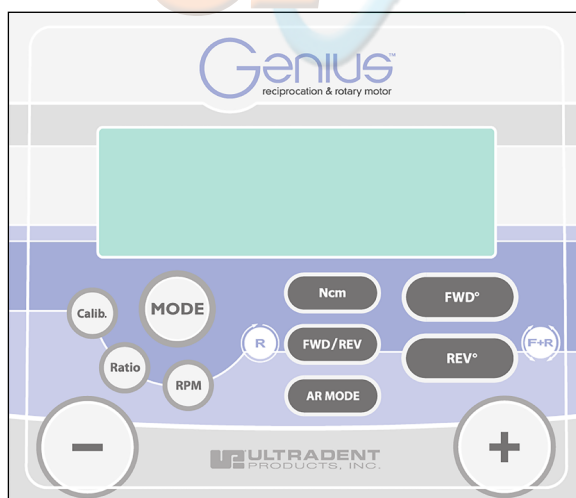 Genius™
reciprocation & rotary motor
Calib.
MODE
Ratio
RPM
Ncm
FWD/REV
AR MODE
R
FWD°
REV°
F+R
−
+
ULTRADENT
PRODUCTS, INC.